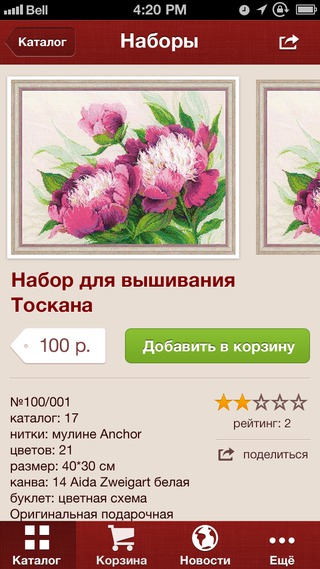 Bell
4:20 PM
Каталог
Наборы
Набор для вышивания
Тоскана
100 р.
Добавить в корзину
№100/001
каталог: 17
нитки: мулине Anchor
цветов: 21
размер: 40*30 см
канва: 14 Aida Zweigart белая
буклет: цветная схема
Оригинальная подарочная
рейтинг: 2
поделиться
Каталог
Корзина
Новости
Ещё